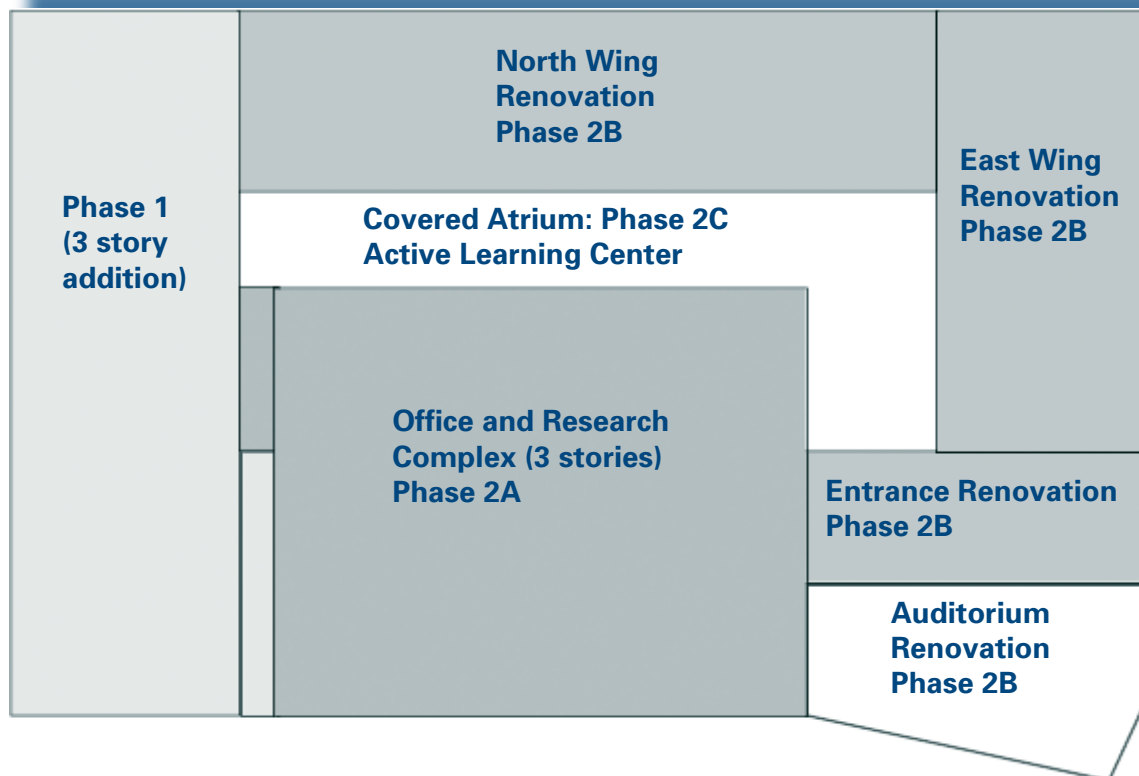 North Wing
Renovation
Phase 2B
East Wing
Renovation
Phase 2B
Phase 1
(3 story
addition)
Covered Atrium: Phase 2C
Active Learning Center
Office and Research
Complex (3 stories)
Phase 2A
Entrance Renovation
Phase 2B
Auditorium
Renovation
Phase 2B